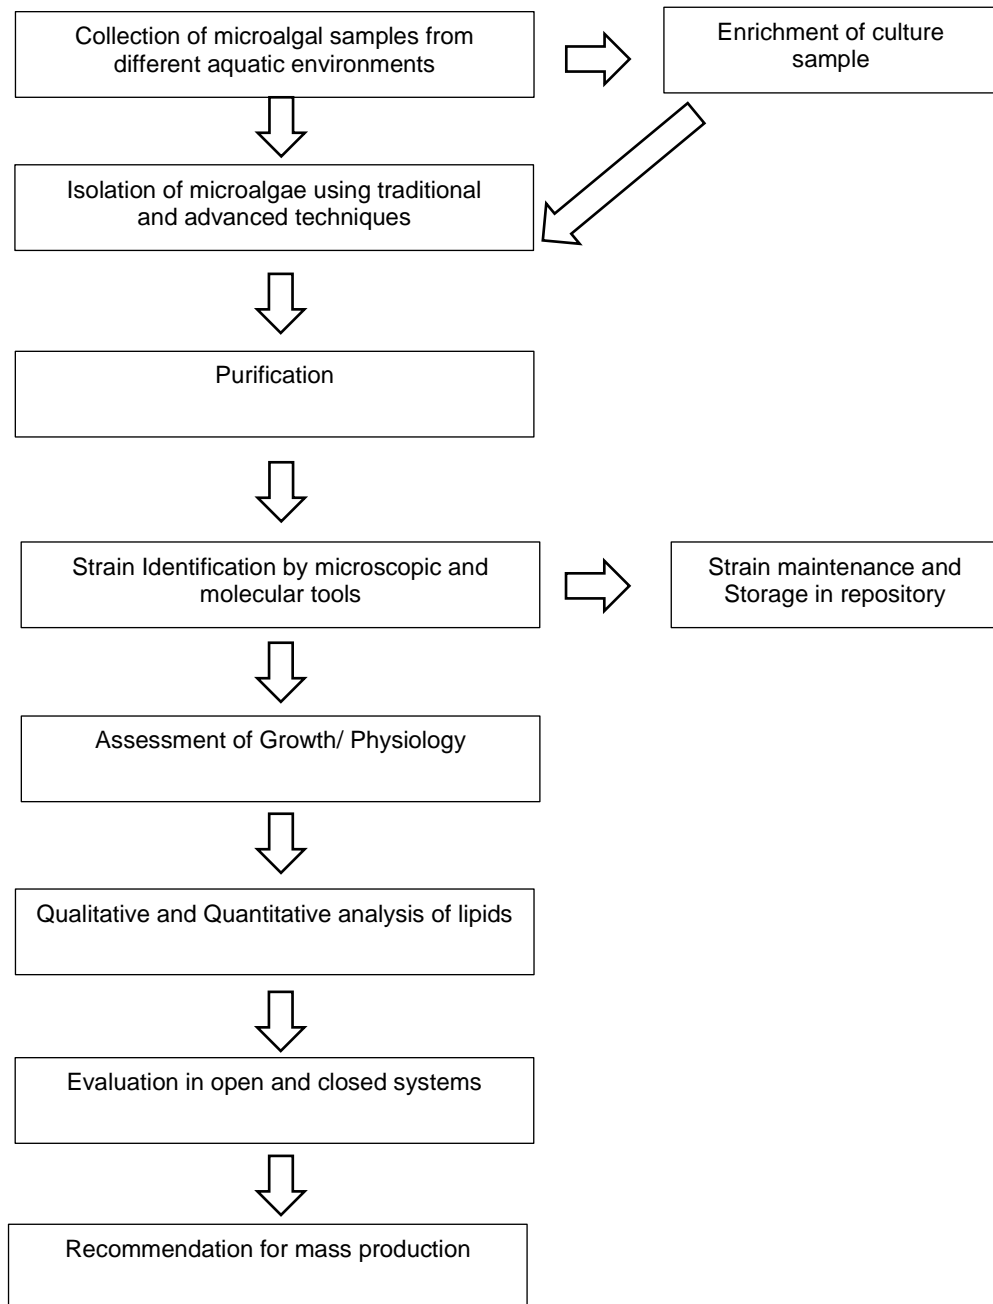 Collection of microalgal samples from
different aquatic environments
Enrichment of culture
sample
Isolation of microalgae using traditional
and advanced techniques
Purification
Strain Identification by microscopic and
molecular tools
Strain maintenance and
Storage in repository
Assessment of Growth/ Physiology
Qualitative and Quantitative analysis of lipids
Evaluation in open and closed systems
Recommendation for mass production